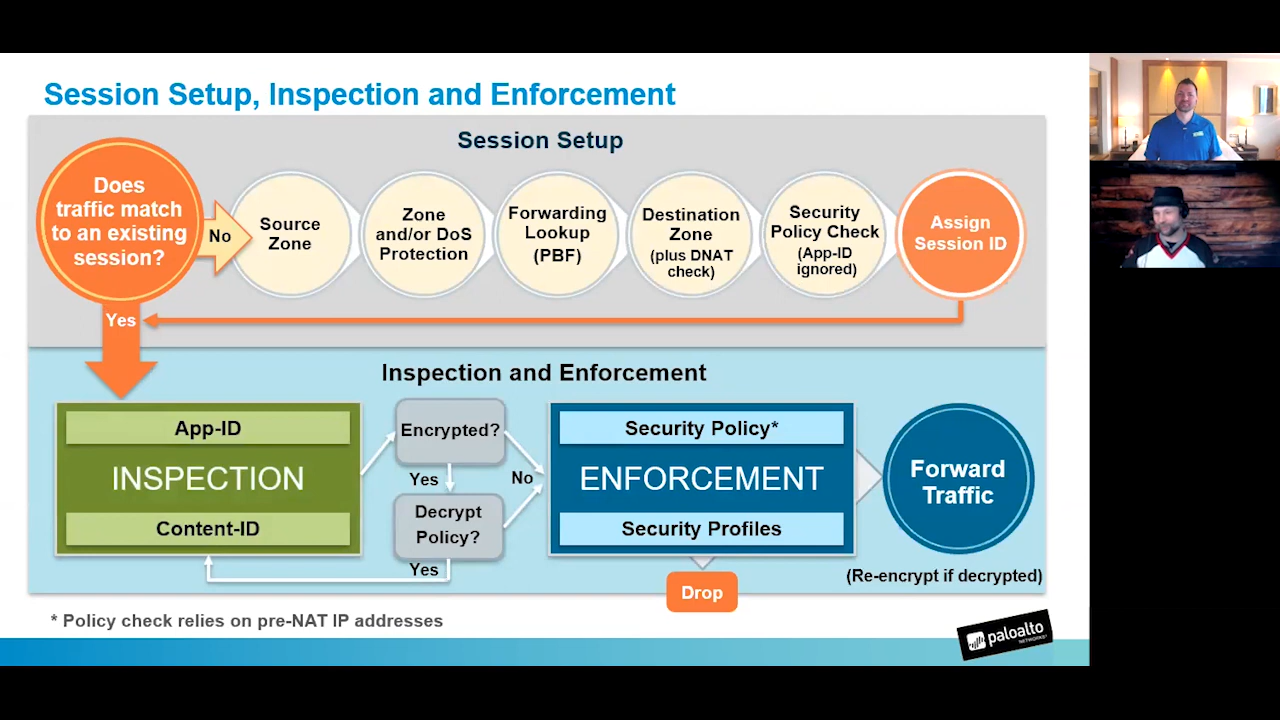 Session Setup, Inspection and Enforcement
Session Setup
Does
traffic match
to an existing
session?
No
Source
Zone
Zone
and/or DoS
Protection
Forwarding
Lookup
(PBF)
Destination
Zone
(plus DNAT
check)
Security
Policy Check
(App-ID
ignored)
Assign
Session ID
Yes
Inspection and Enforcement
App-ID
INSPECTION
Content-ID
Encrypted?
Yes
No
Decrypt
Policy?
Yes
Security Policy*
ENFORCEMENT
Security Profiles
Drop
Forward
Traffic
(Re-encrypt if decrypted)
* Policy check relies on pre-NAT IP addresses
paloalto
NETWORKS